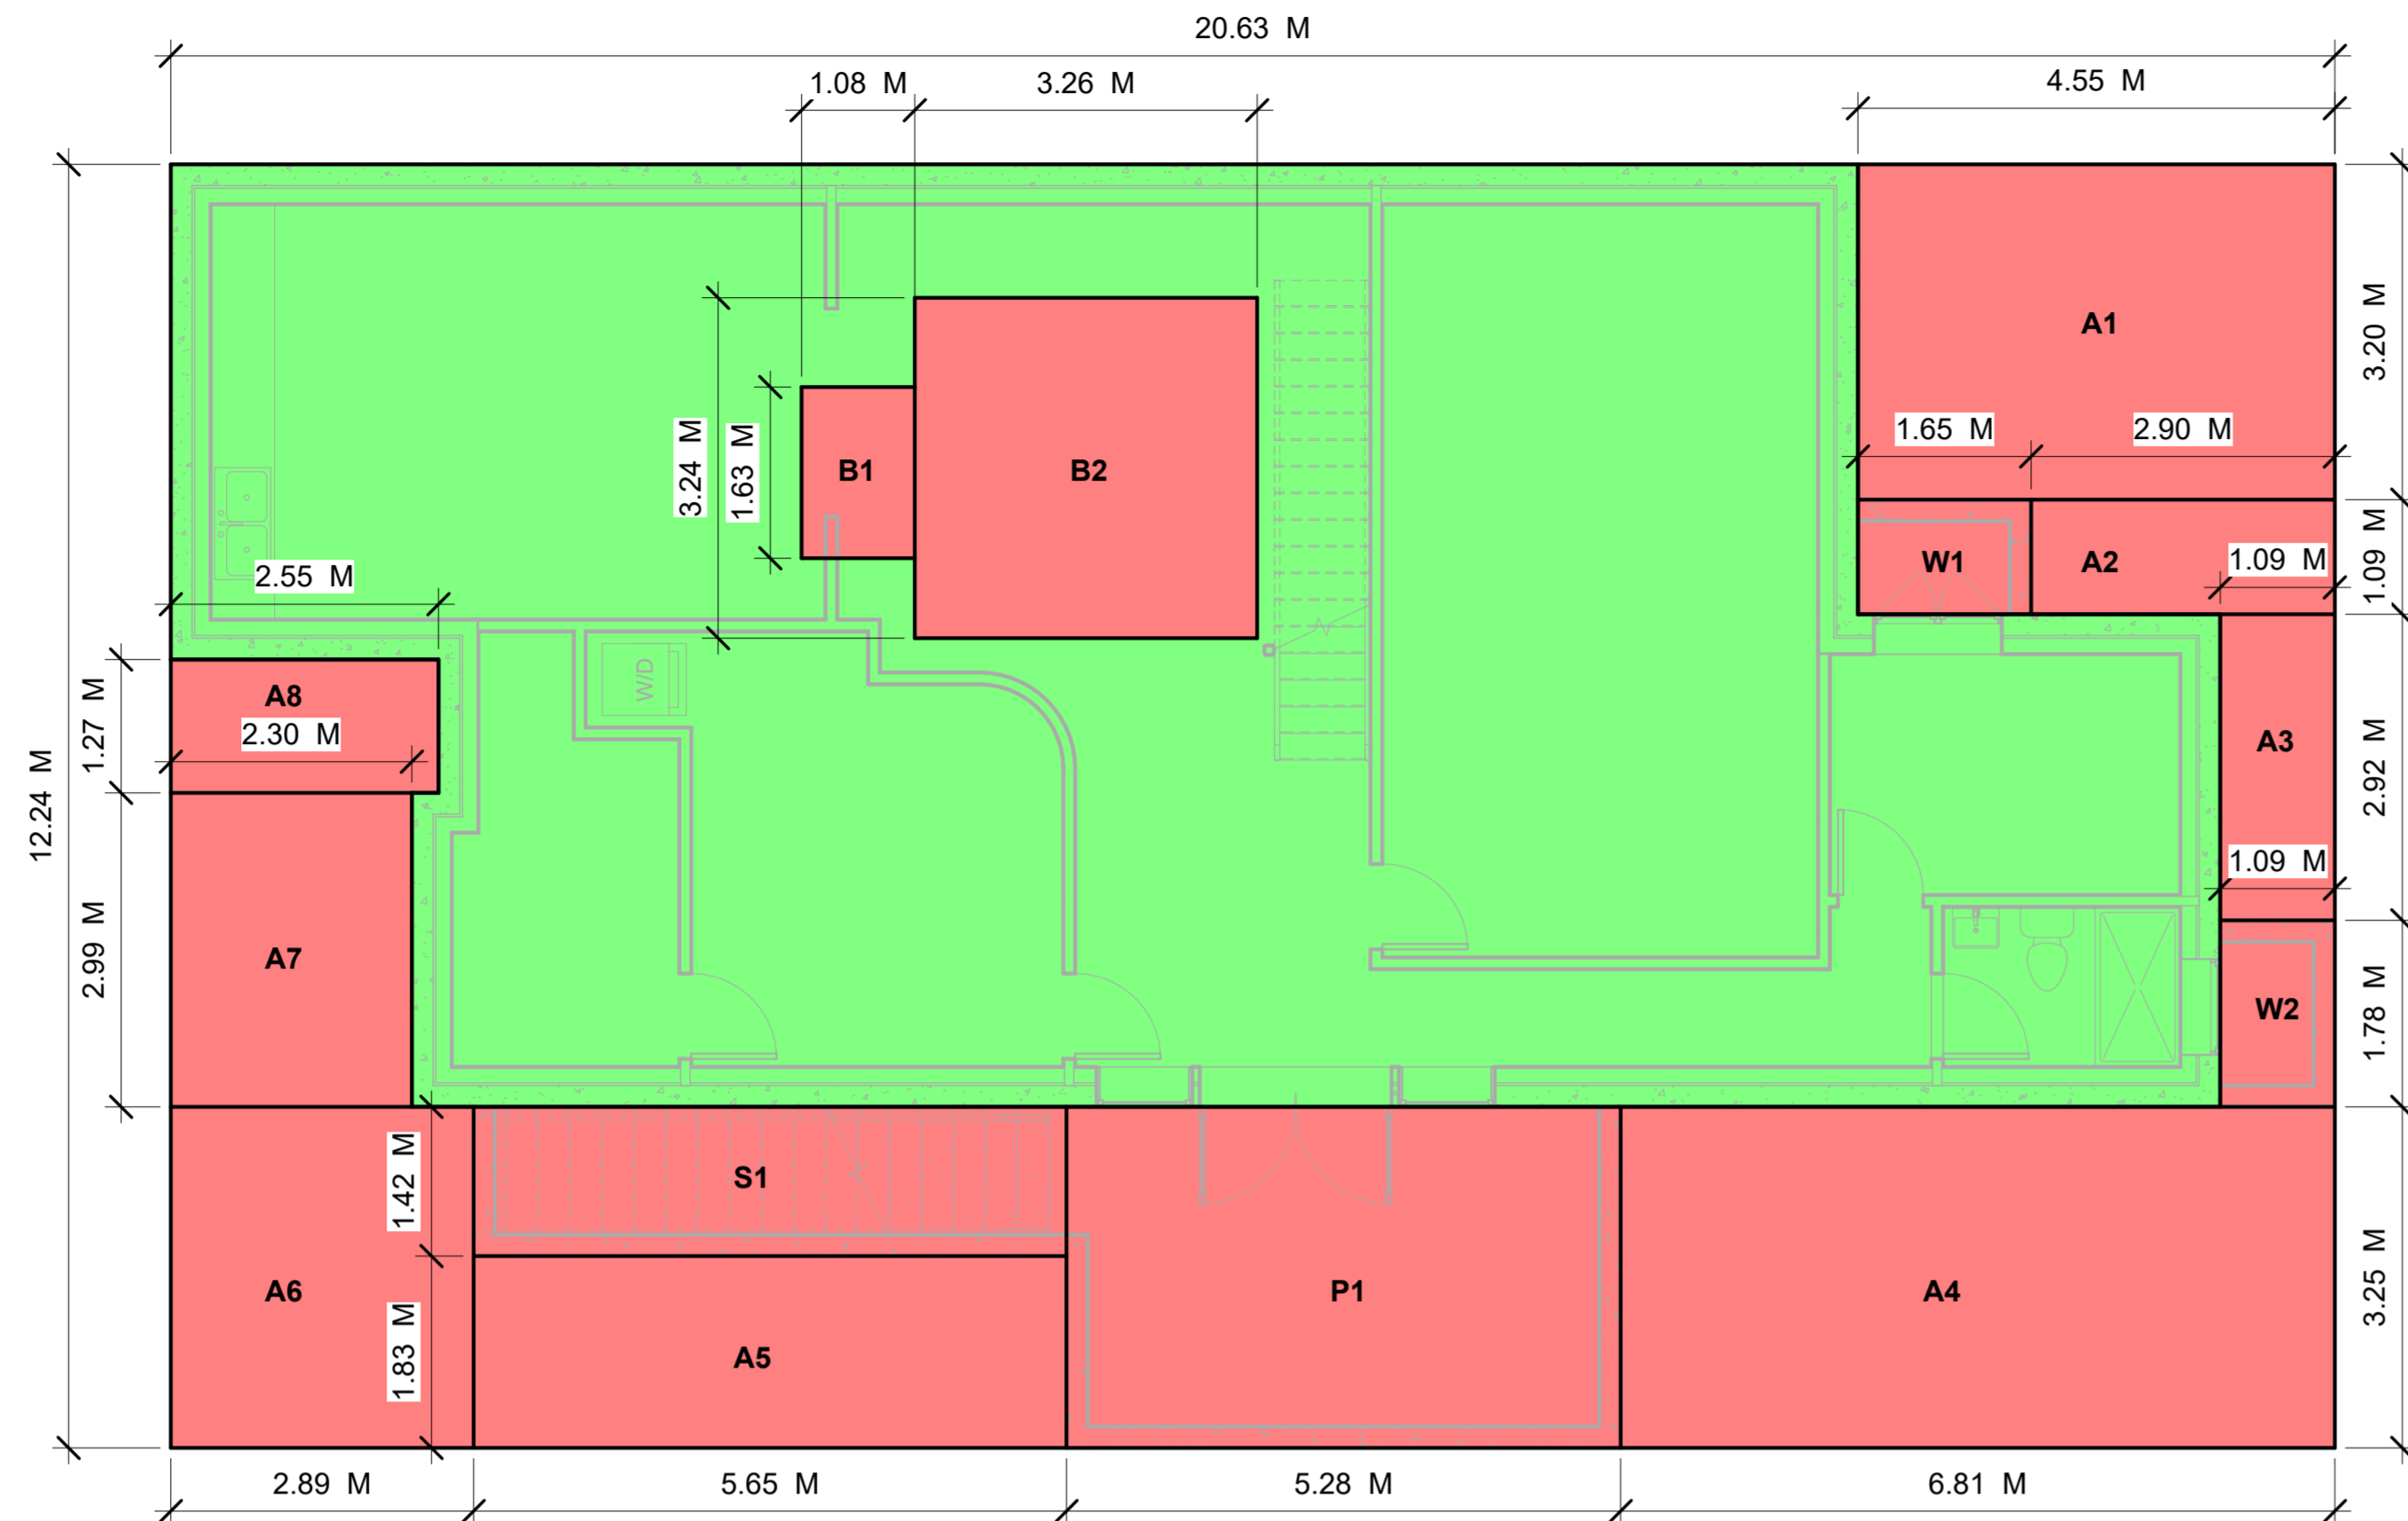 20.63 M
1.08 M 3.26 M 4.55 M
A1
3.20 M
3.24 M
1.63 M
1.65 M 2.90 M
B1 B2
W1 A2
1.09 M
1.09 M
2.55 M
W/D
A8
1.27 M
2.30 M
A3
2.92 M
12.24 M
1.09 M
2.99 M
A7
W2
1.78 M
1.42 M
S1
A6
P1
A4
3.25 M
1.83 M
A5
2.89 M 5.65 M 5.28 M 6.81 M